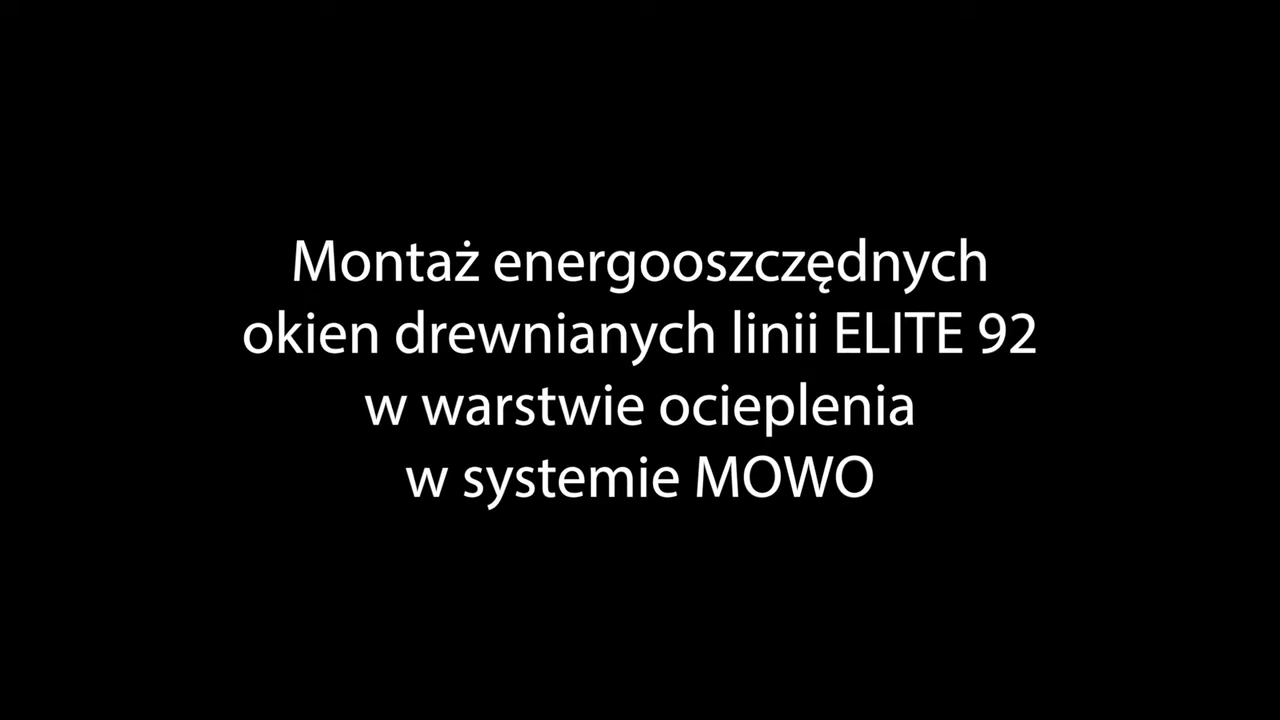 Montaż energooszczędnych
okien drewnianych linii ELITE 92
w warstwie ocieplenia
w systemie MOWO